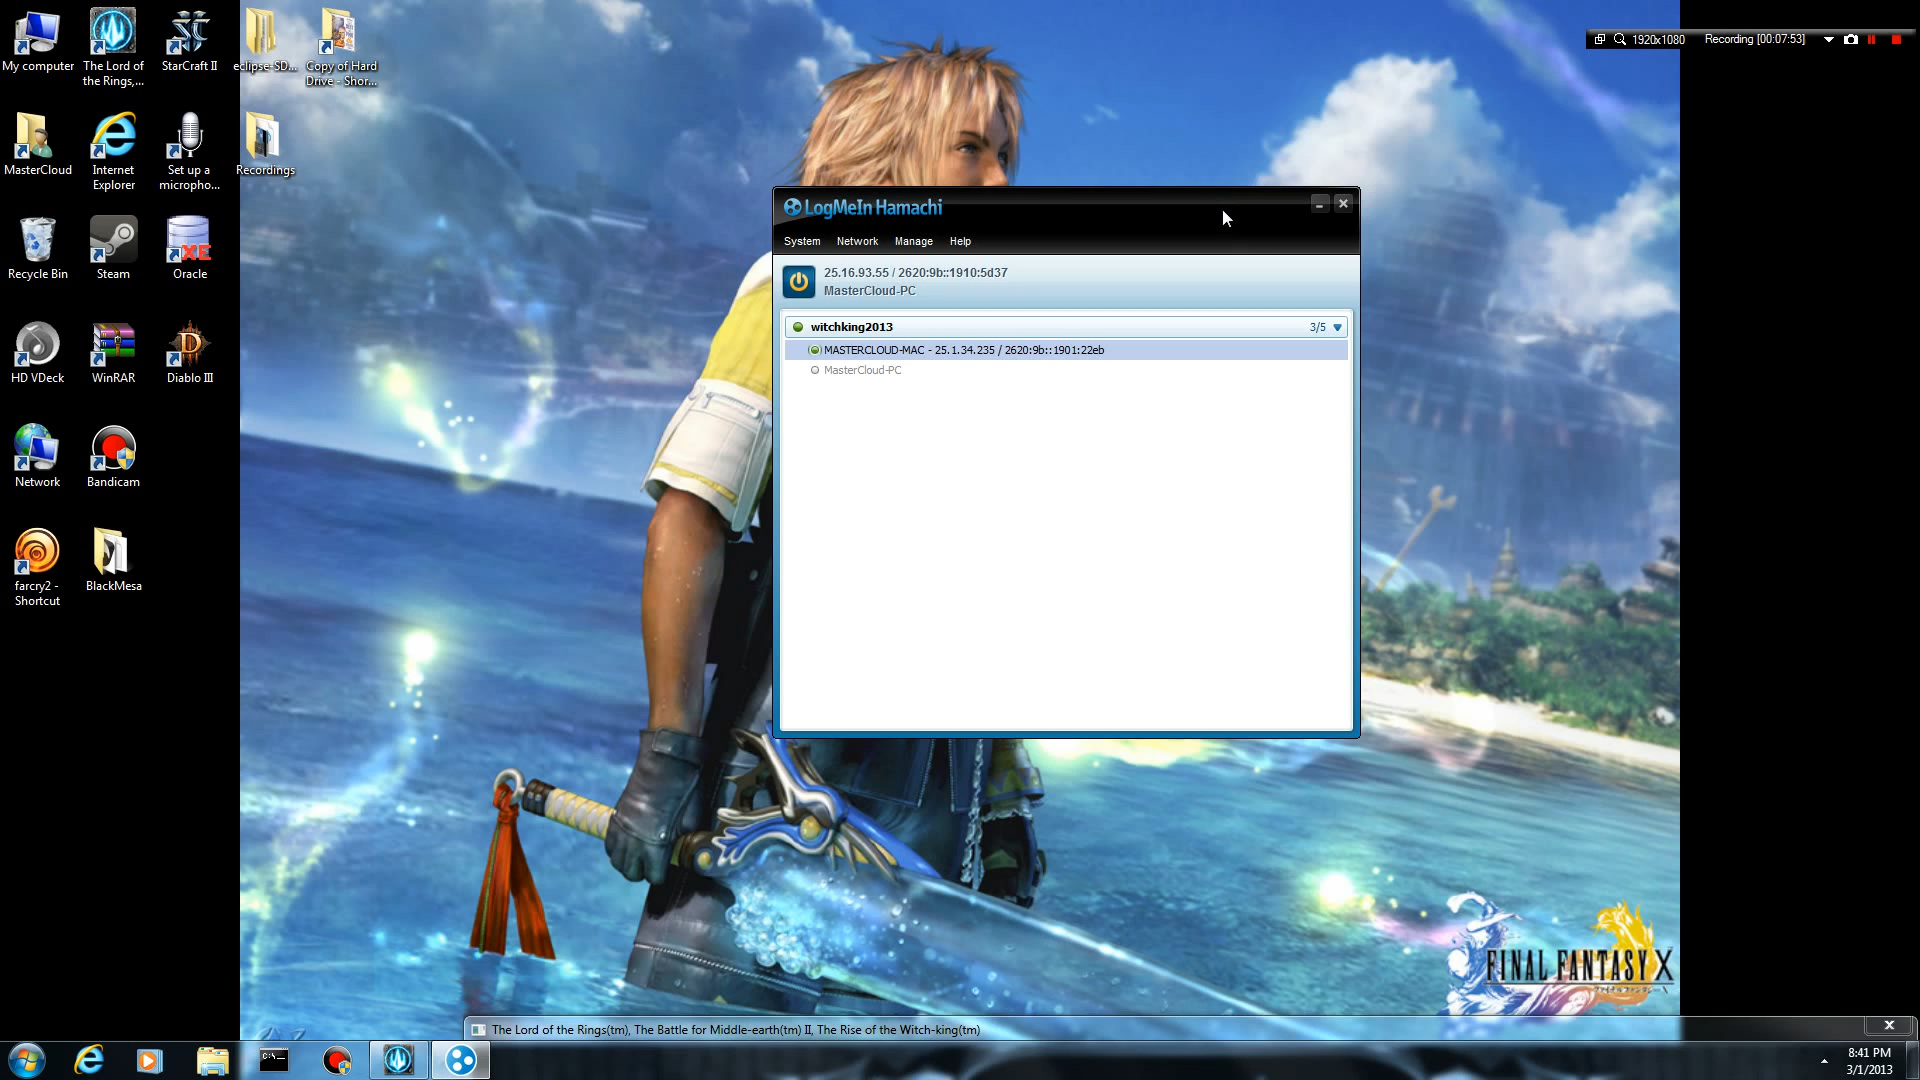 My computer
The Lord of
the Rings,...
StarCraft II
eclipse-SD...
Copy of Hard
Drive - Shor...
1920x1080
Recording [00:07:53]
MasterCloud
Internet
Explorer
Set up a
micropho...
Recordings
Recycle Bin
Steam
XE
Oracle
HD VDeck
WinRAR
Diablo III
Network
Bandicam
farcry2 -
Shortcut
BlackMesa
LogMeIn Hamachi
System
Network
Manage
Help
25.16.93.55 / 2620:9b::1910:5d37
MasterCloud-PC
witchking2013
3/5
MASTERCLOUD-MAC - 25.1.34.235 / 2620:9b::1901:22eb
MasterCloud-PC
FINAL FANTASY X
The Lord of the Rings(tm), The Battle for Middle-earth(tm) II, The Rise of the Witch-king(tm)
C:\_
8:41 PM
3/1/2013